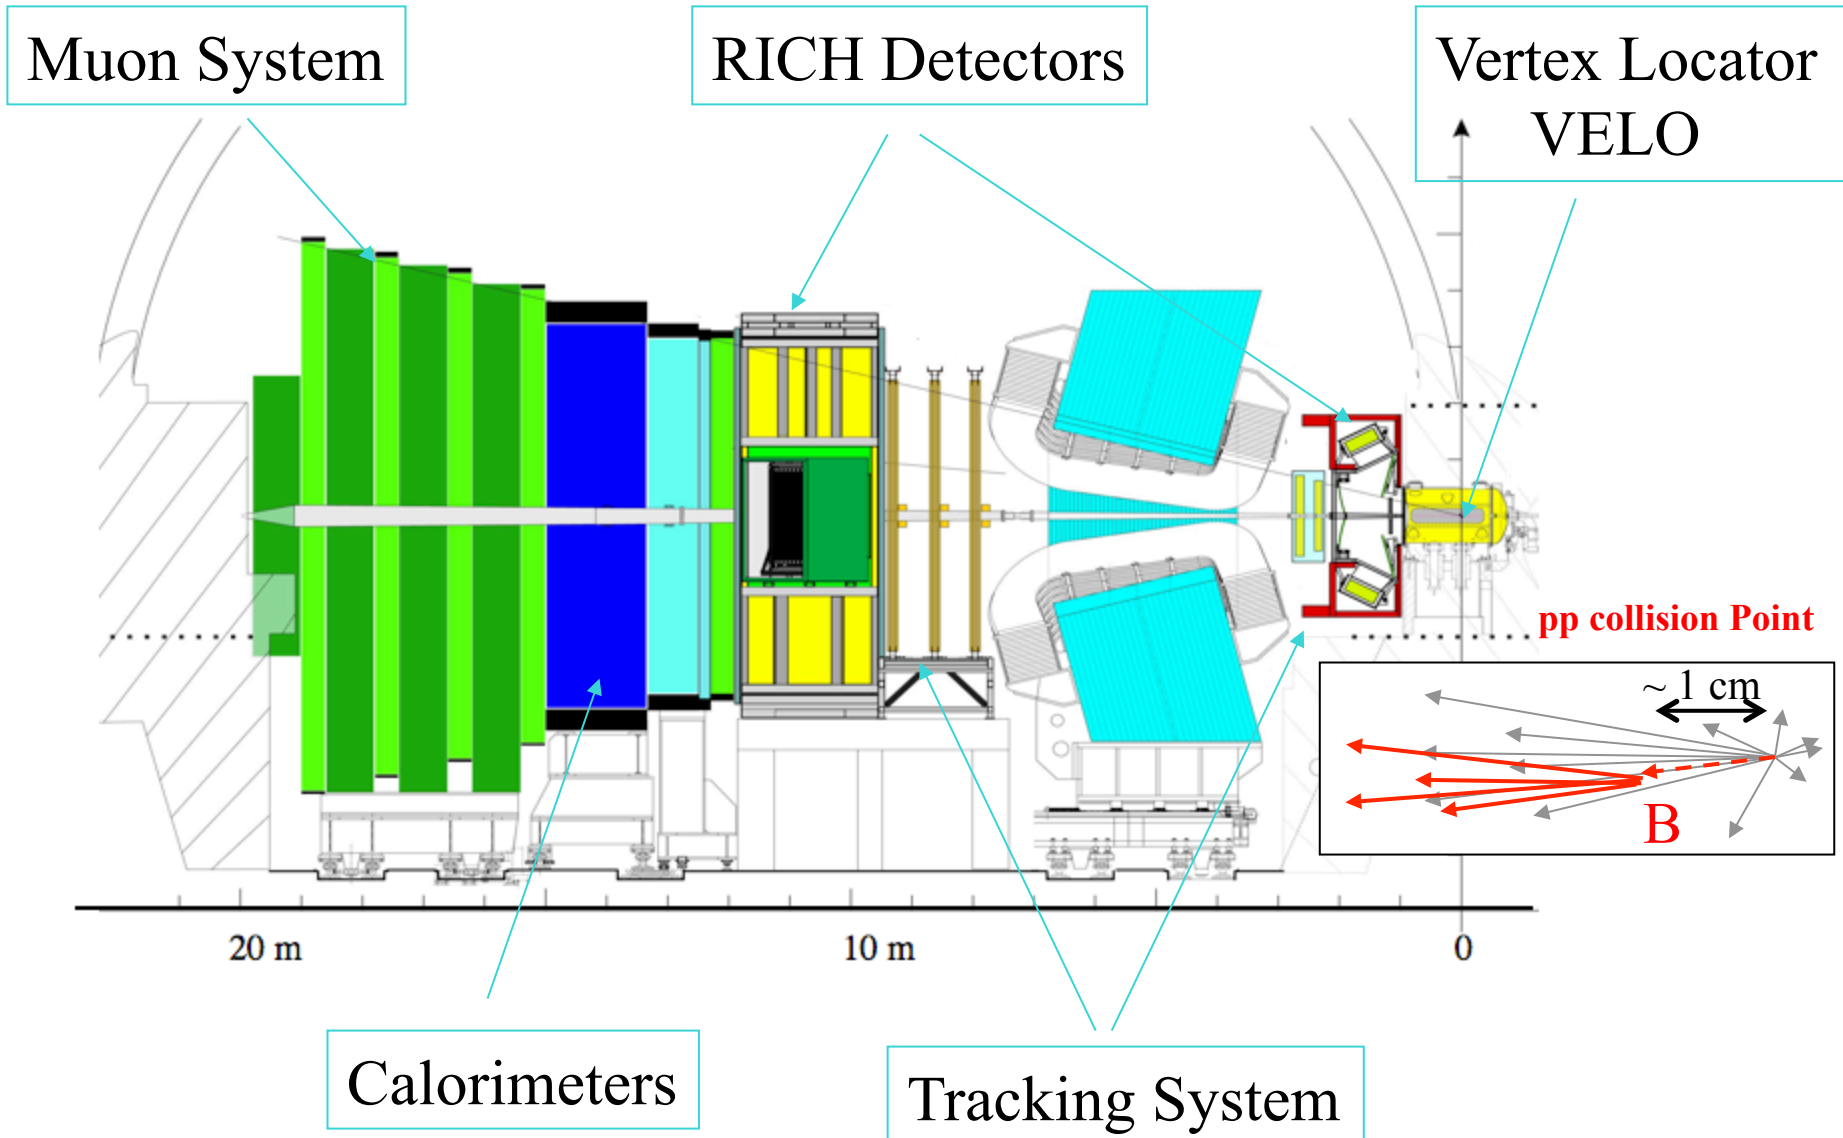 Muon System
RICH Detectors
Vertex Locator
VELO
pp collision Point
~ 1 cm
B
20 m
10 m
0
Calorimeters
Tracking System